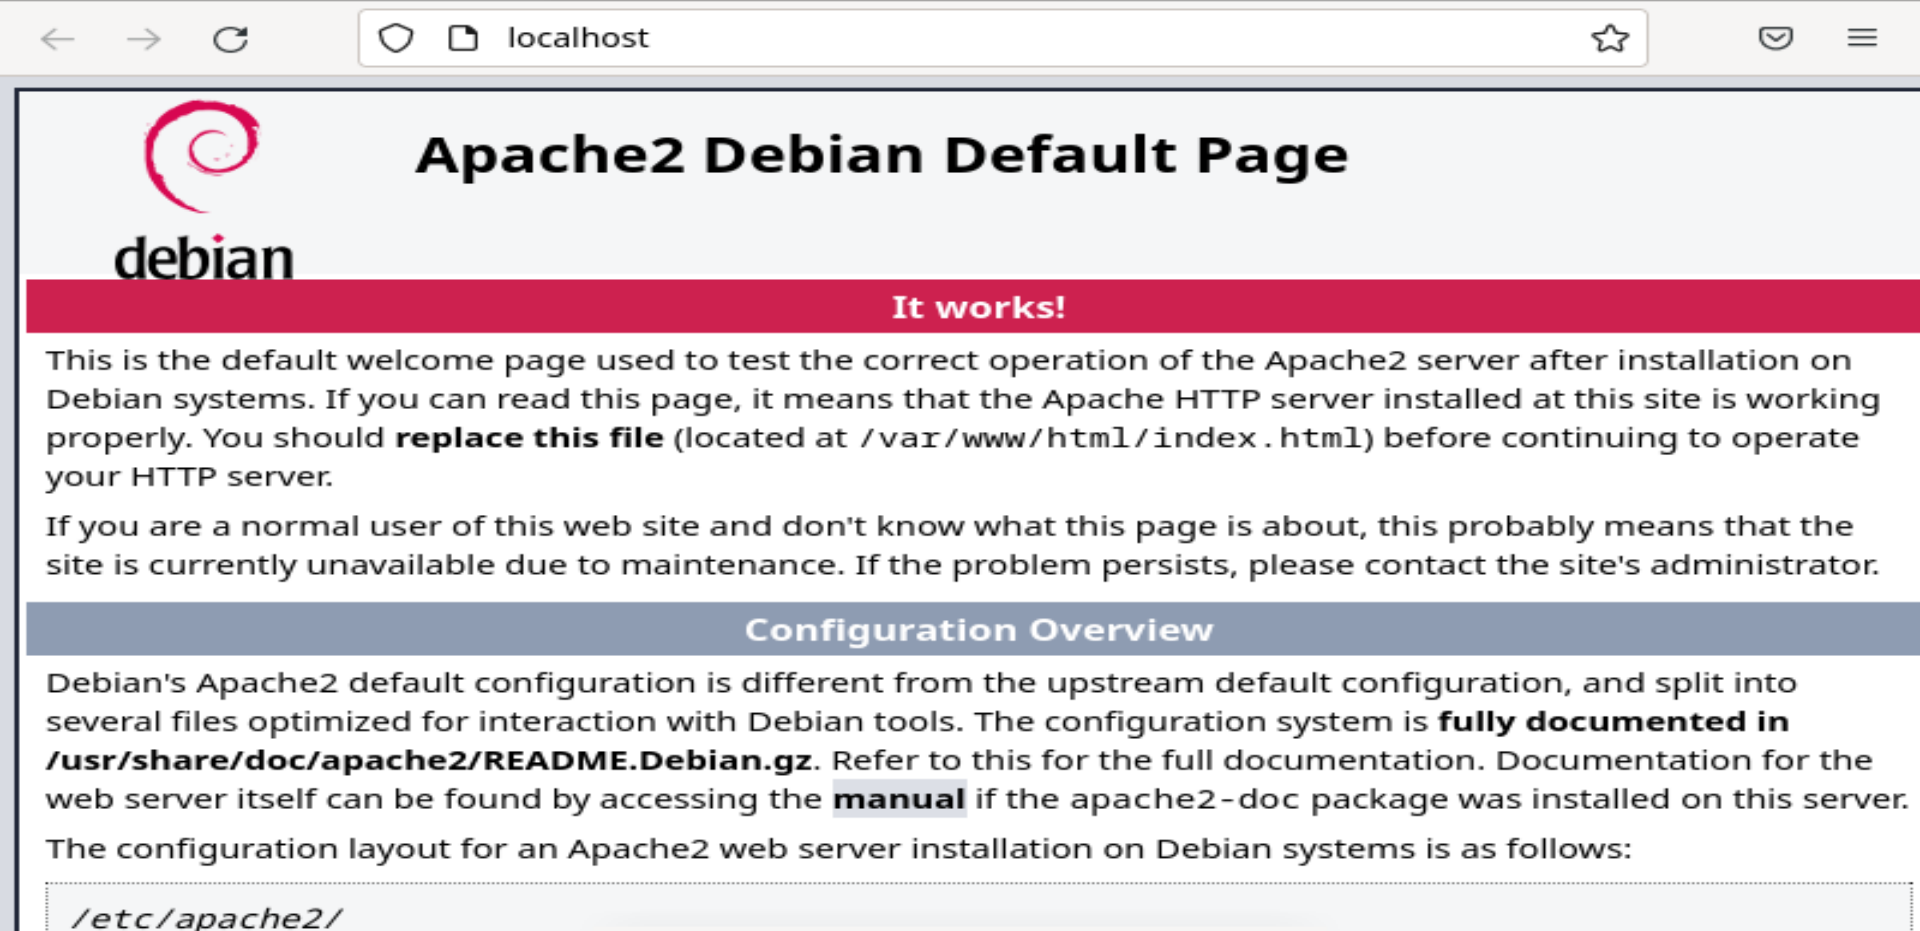 localhost
Apache2 Debian Default Page
debian
It works!
This is the default welcome page used to test the correct operation of the Apache2 server after installation on
Debian systems. If you can read this page, it means that the Apache HTTP server installed at this site is working
properly. You should replace this file (located at /var/www/html/index.html) before continuing to operate
your HTTP server.
If you are a normal user of this web site and don't know what this page is about, this probably means that the
site is currently unavailable due to maintenance. If the problem persists, please contact the site's administrator.
Configuration Overview
Debian's Apache2 default configuration is different from the upstream default configuration, and split into
several files optimized for interaction with Debian tools. The configuration system is fully documented in
/usr/share/doc/apache2/README.Debian.gz. Refer to this for the full documentation. Documentation for the
web server itself can be found by accessing the manual if the apache2-doc package was installed on this server.
The configuration layout for an Apache2 web server installation on Debian systems is as follows:
/etc/apache2/